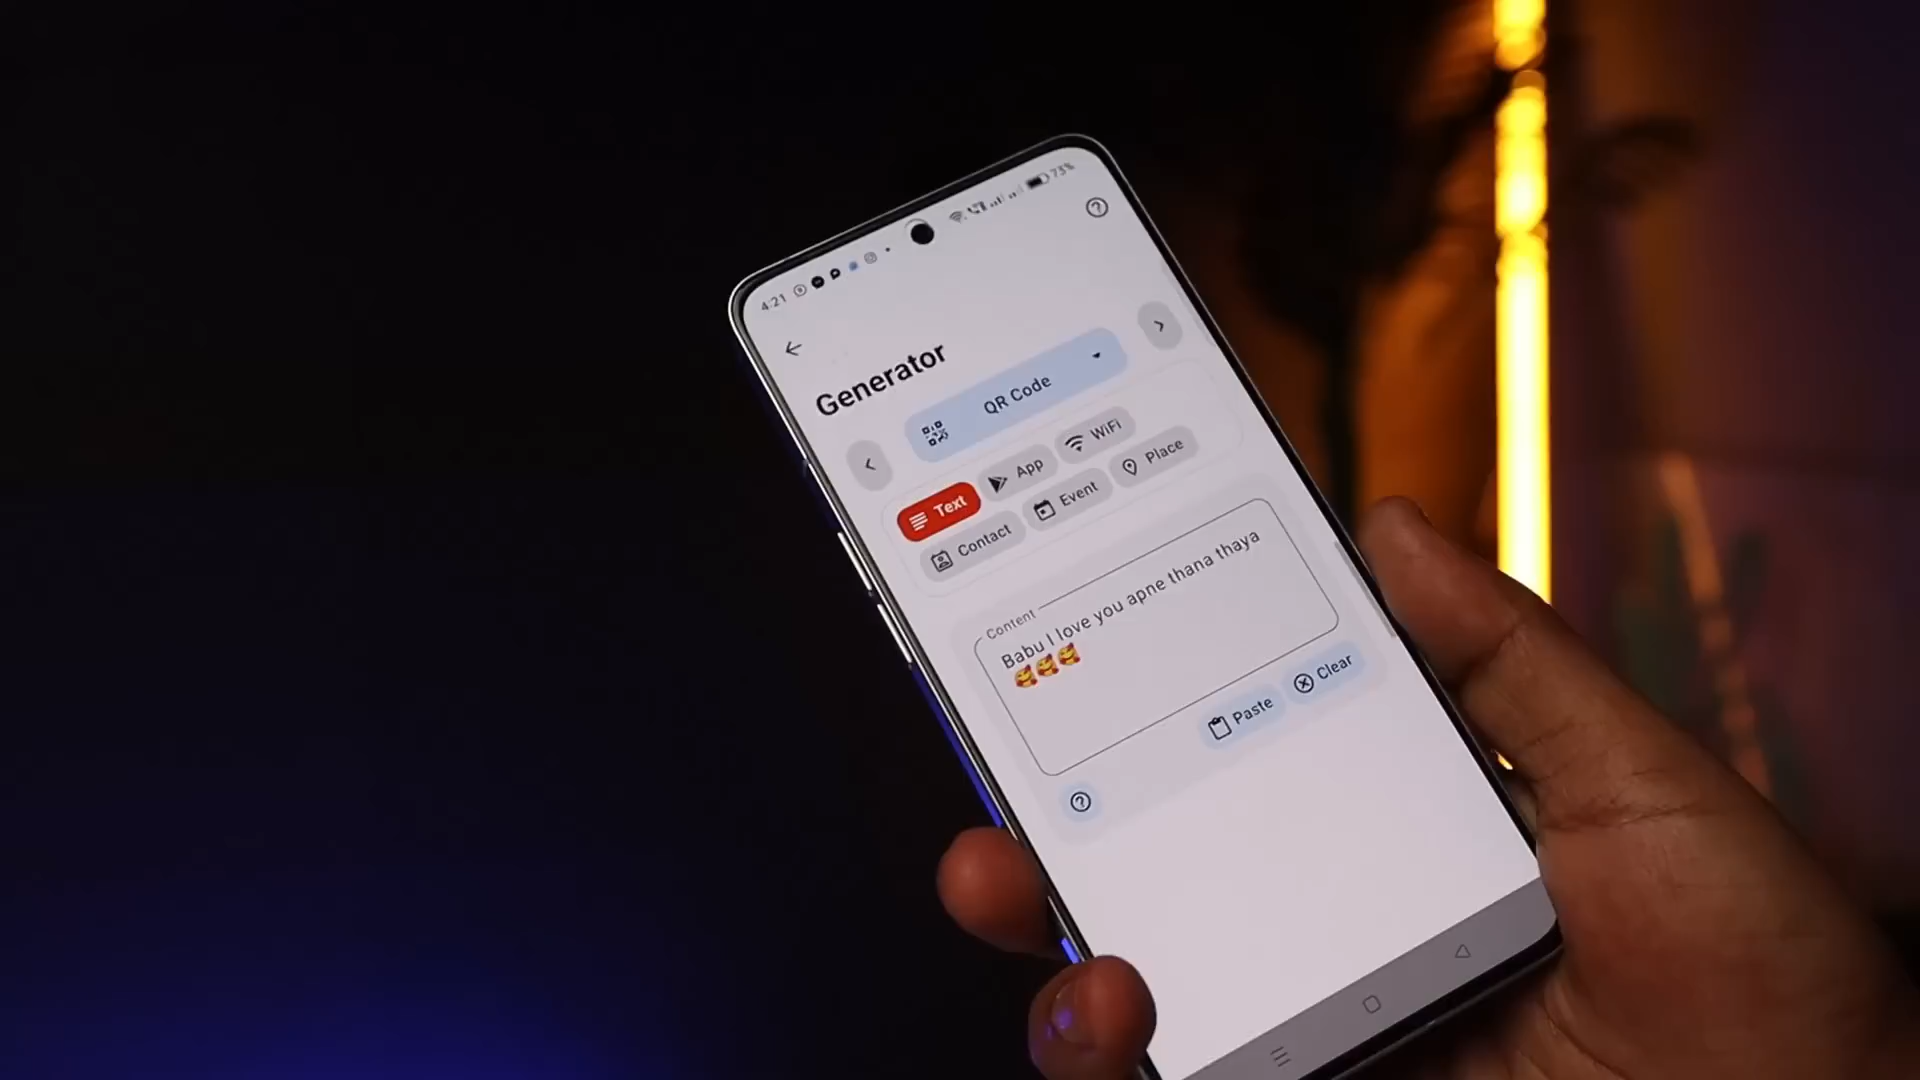 4:21
73%
Generator
QR Code
Text
App
WiFi
Contact
Event
Place
Content
Babu I love you apne thana thaya
🥰🥰🥰
Paste
Clear